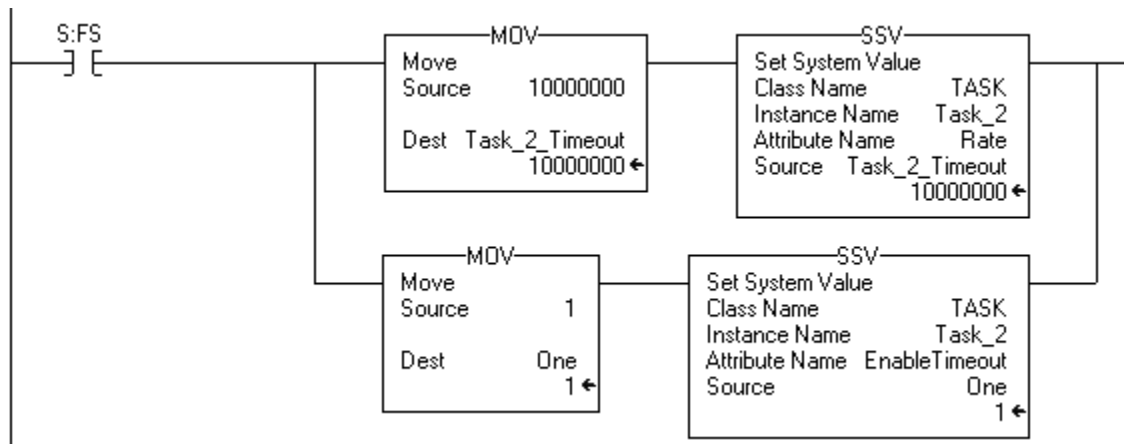 S:FS
MOV
Move
Source 10000000
Dest Task_2_Timeout
10000000
SSV
Set System Value
Class Name TASK
Instance Name Task_2
Attribute Name Rate
Source Task_2_Timeout
10000000
MOV
Move
Source 1
Dest One
1
SSV
Set System Value
Class Name TASK
Instance Name Task_2
Attribute Name EnableTimeout
Source One
1